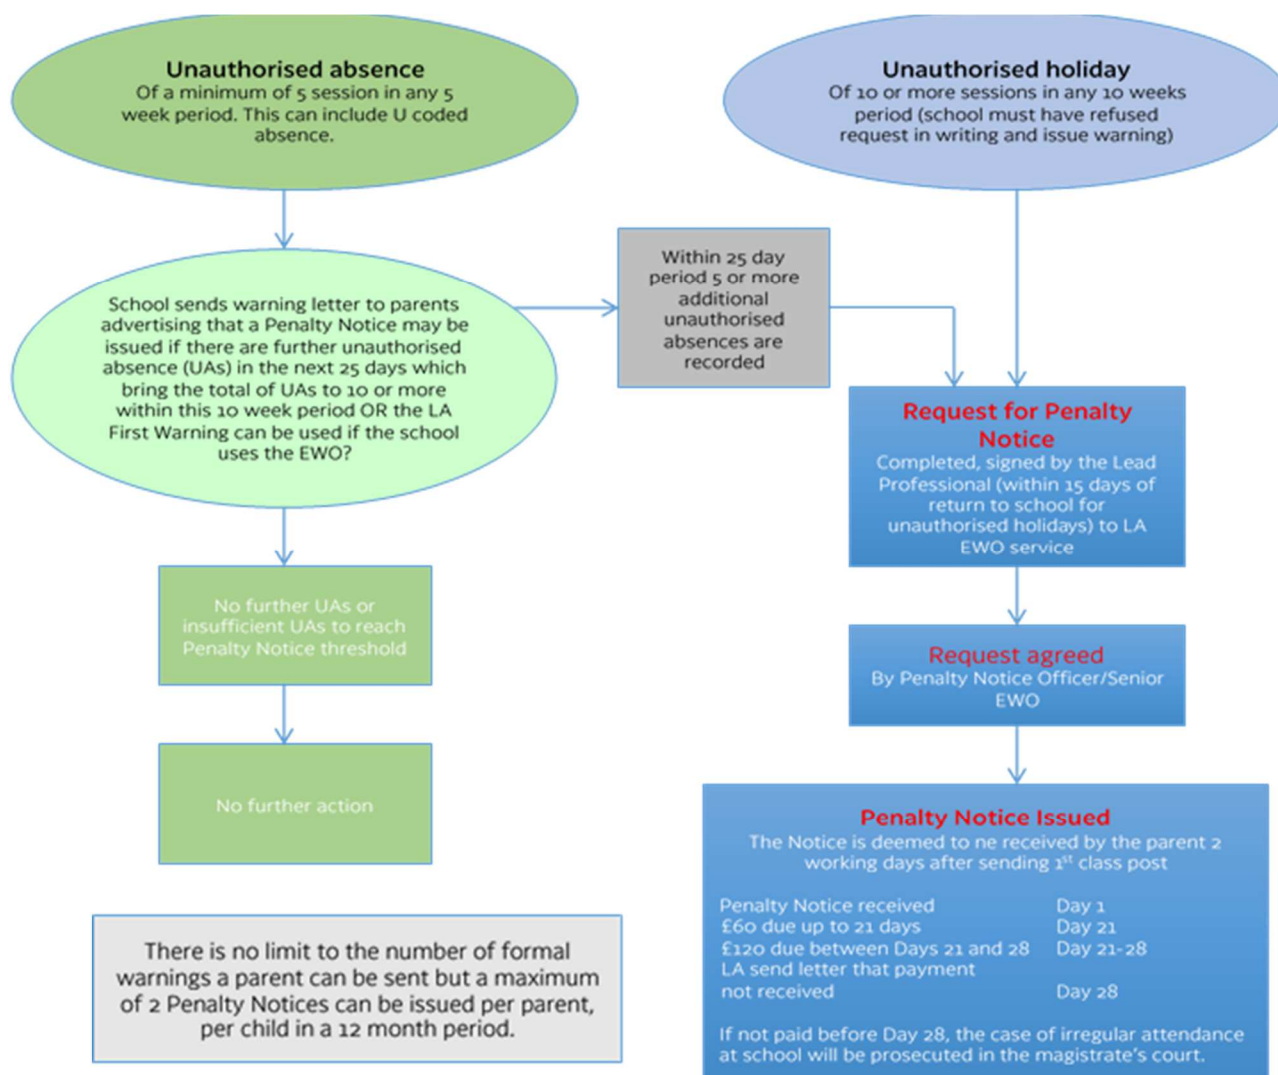 Unauthorised absence
Of a minimum of 5 session in any 5
week period. This can include U coded
absence.
Unauthorised holiday
Of 10 or more sessions in any 10 weeks
period (school must have refused
request in writing and issue warning)
School sends warning letter to parents
advertising that a Penalty Notice may be
issued if there are further unauthorised
absence (UAs) in the next 25 days which
bring the total of UAs to 10 or more
within this 10 week period OR the LA
First Warning can be used if the school
uses the EWO?
Within 25 day
period 5 or more
additional
unauthorised
absences are
recorded
Request for Penalty
Notice
Completed, signed by the Lead
Professional (within 15 days of
return to school for
unauthorised holidays) to LA
EWO service
No further UAs or
insufficient UAs to reach
Penalty Notice threshold
Request agreed
By Penalty Notice Officer/Senior
EWO
No further action
Penalty Notice Issued
The Notice is deemed to ne received by the parent 2
working days after sending 1st class post
Penalty Notice received Day 1
£60 due up to 21 days Day 21
£120 due between Days 21 and 28 Day 21-28
LA send letter that payment
not received Day 28
If not paid before Day 28, the case of irregular attendance
at school will be prosecuted in the magistrate's court.
There is no limit to the number of formal
warnings a parent can be sent but a maximum
of 2 Penalty Notices can be issued per parent,
per child in a 12 month period.